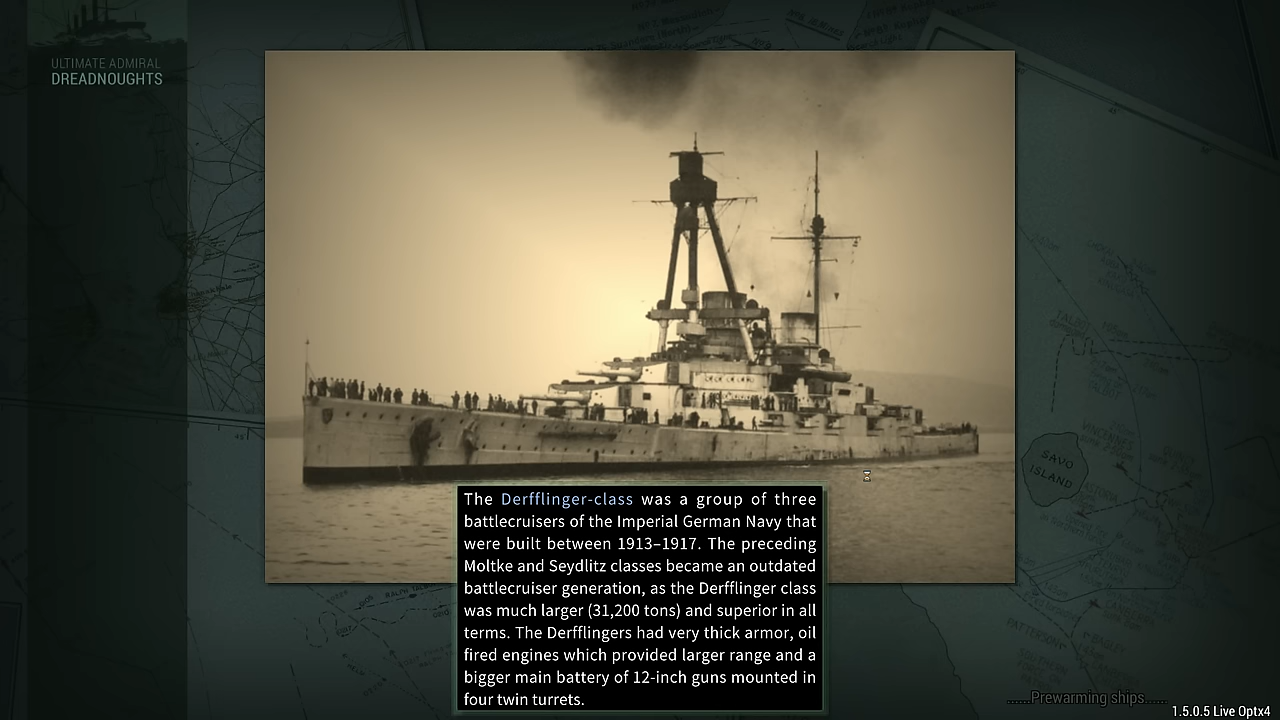 ULTIMATE ADMIRAL
DREADNOUGHTS
SAVO
ISLAND
The Derfflinger-class was a group of three
battlecruisers of the Imperial German Navy that
were built between 1913–1917. The preceding
Moltke and Seydlitz classes became an outdated
battlecruiser generation, as the Derfflinger class
was much larger (31,200 tons) and superior in all
terms. The Derfflingers had very thick armor, oil
fired engines which provided larger range and a
bigger main battery of 12-inch guns mounted in
four twin turrets.
......Prewarming ships......
1.5.0.5 Live Optx4